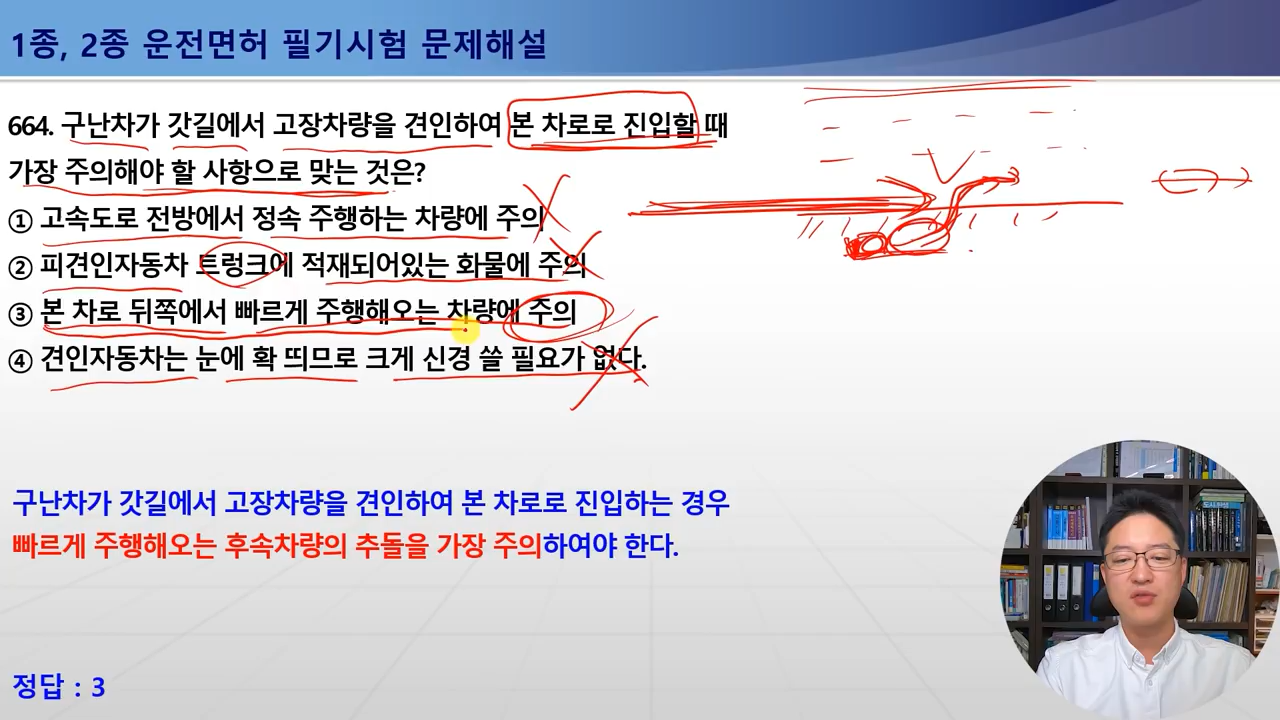 1종, 2종 운전면허 필기시험 문제해설
664. 구난차가 갓길에서 고장차량을 견인하여 본 차로로 진입할 때
가장 주의해야 할 사항으로 맞는 것은?
① 고속도로 전방에서 정속 주행하는 차량에 주의
② 피견인자동차 트렁크에 적재되어있는 화물에 주의
③ 본 차로 뒤쪽에서 빠르게 주행해오는 차량에 주의
④ 견인자동차는 눈에 확 띄므로 크게 신경 쓸 필요가 없다.
구난차가 갓길에서 고장차량을 견인하여 본 차로로 진입하는 경우
빠르게 주행해오는 후속차량의 추돌을 가장 주의하여야 한다.
정답 : 3